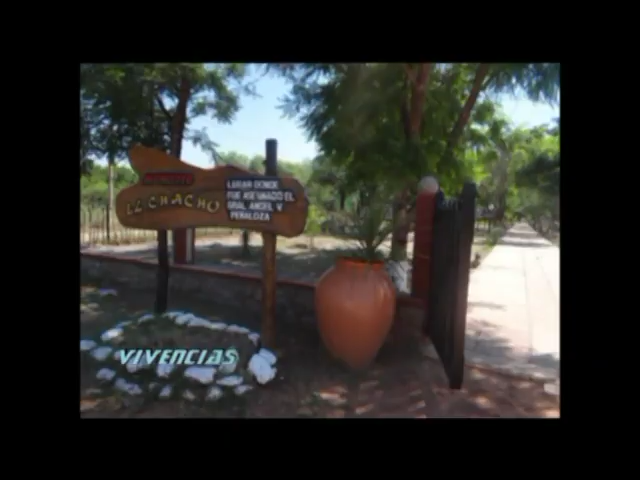 EL CHACHO
LUGAR DONDE
FUE ASESINADO EL
GRAL ANGEL V
PEÑALOZA
VIVENCIAS